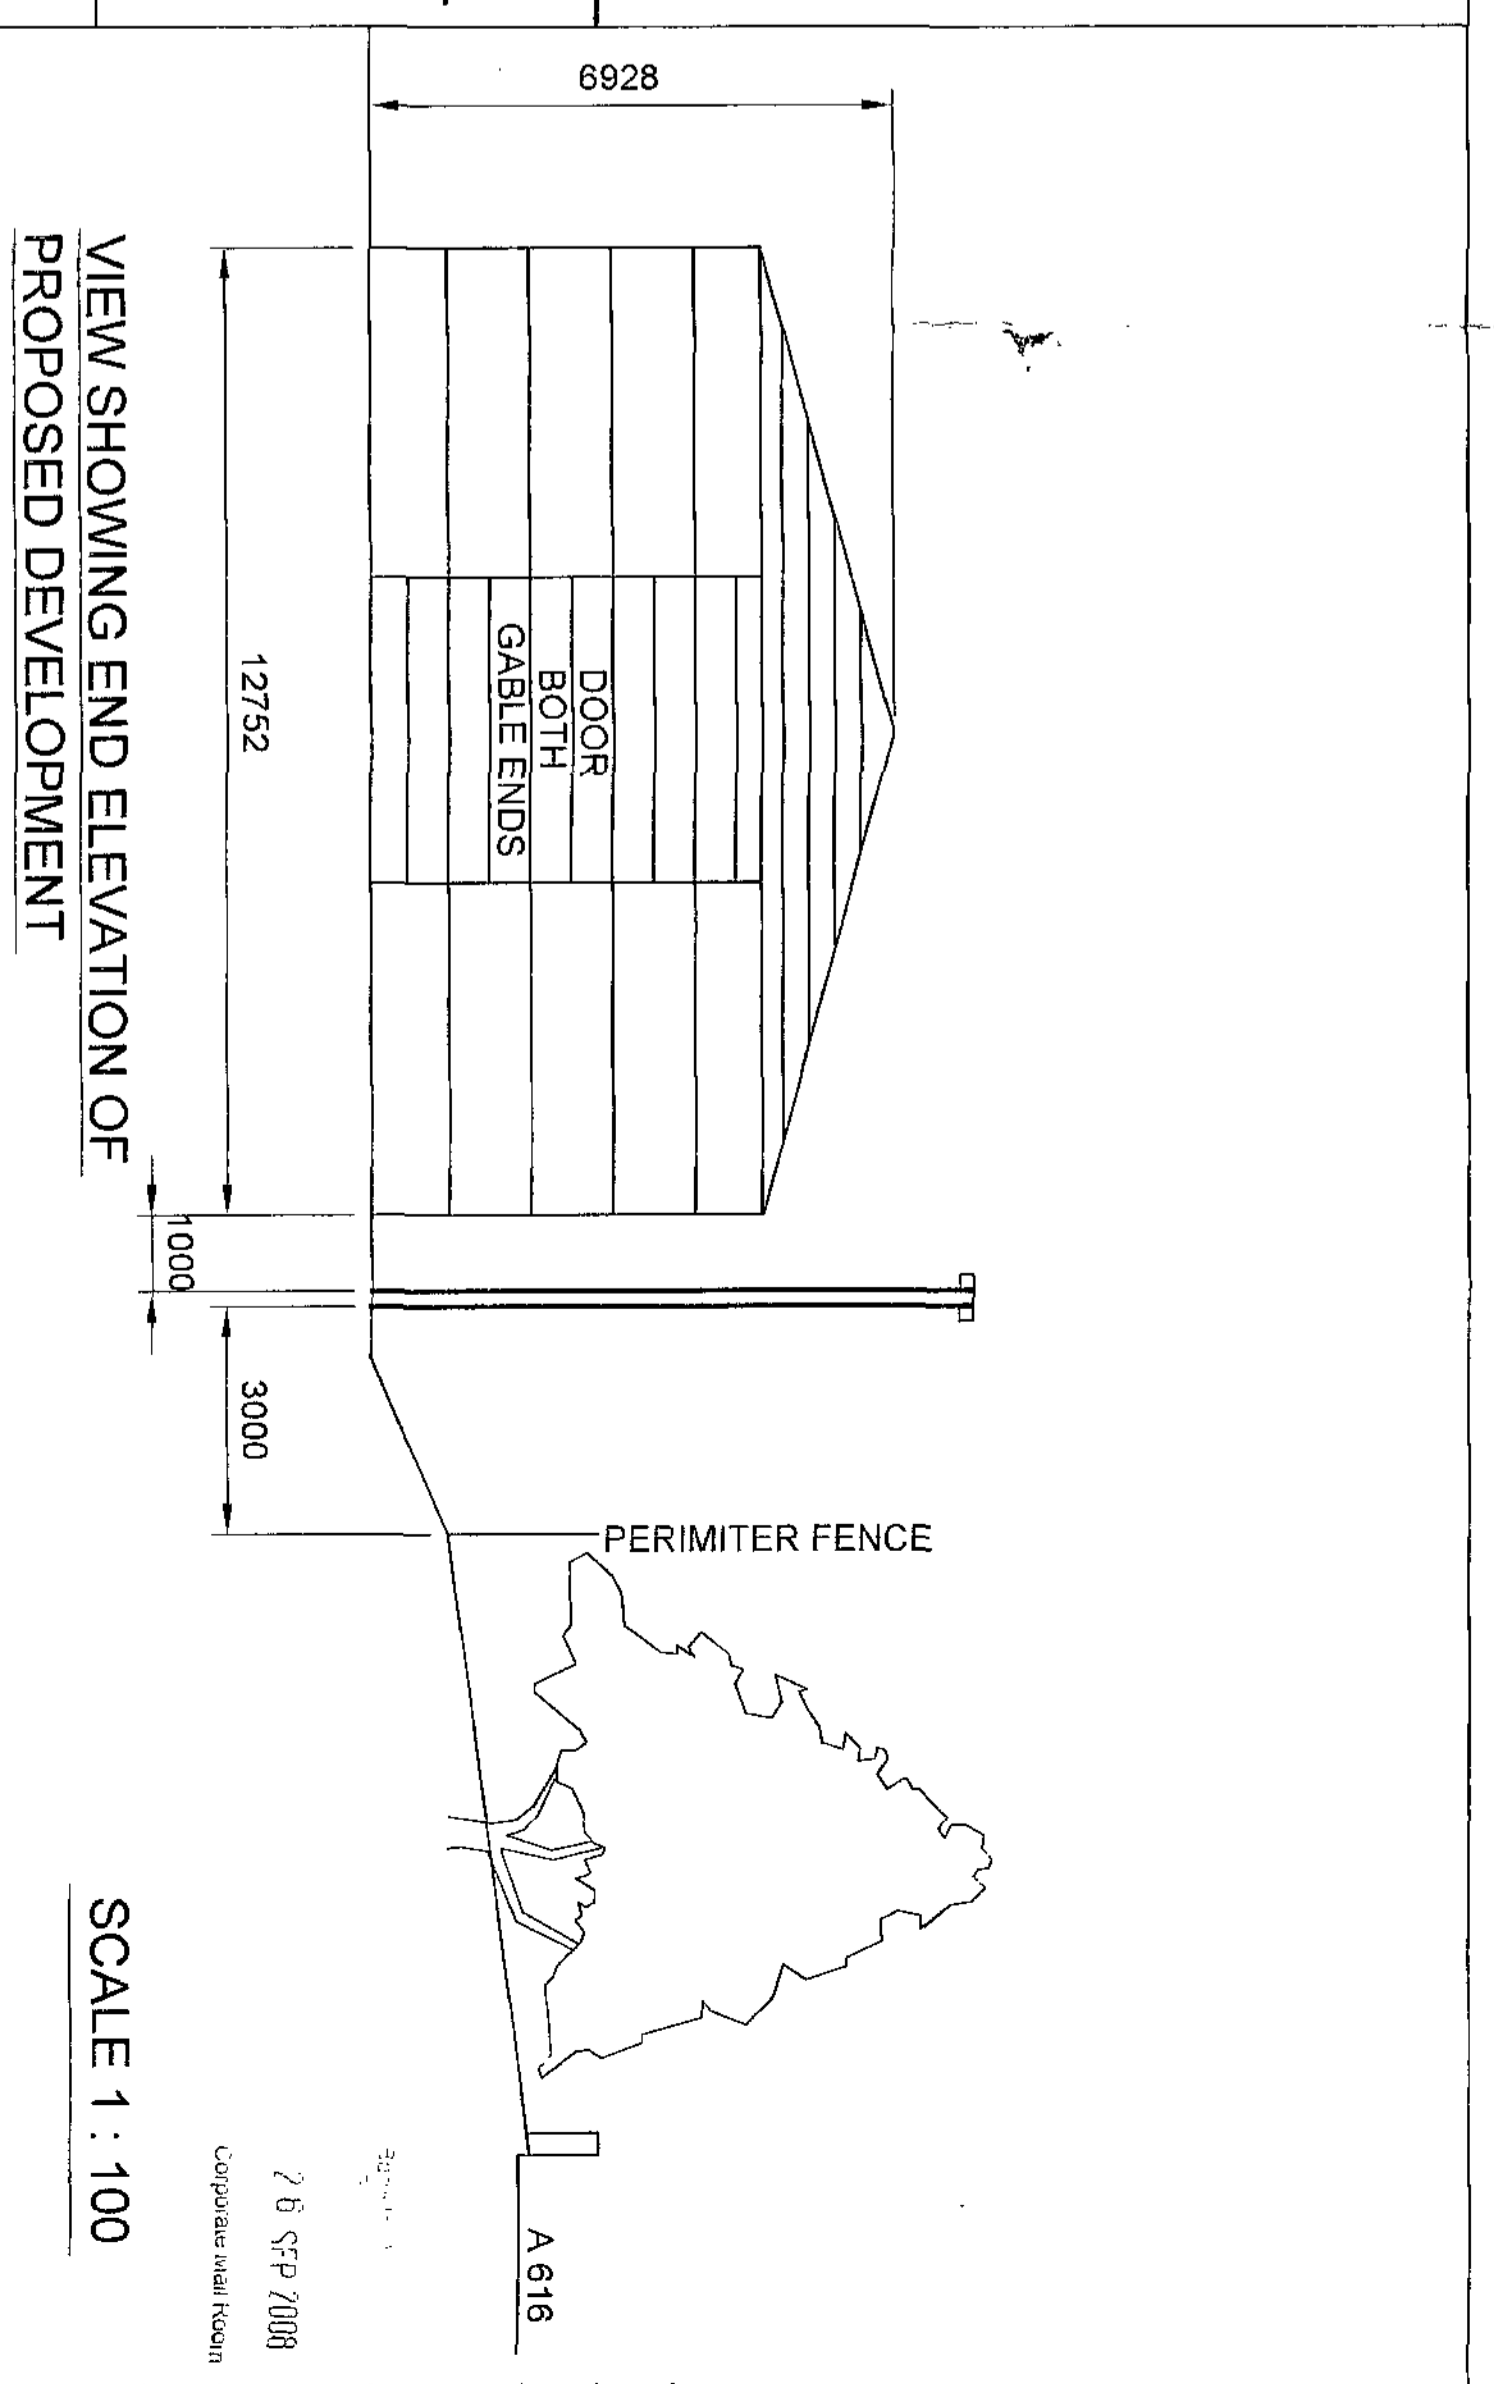 6928
DOOR
BOTH
GABLE ENDS
12752
1000
3000
PERIMITER FENCE
A 616
VIEW SHOWING END ELEVATION OF
PROPOSED DEVELOPMENT
SCALE 1 : 100
26 SEP 2008
Corporate Mail Room